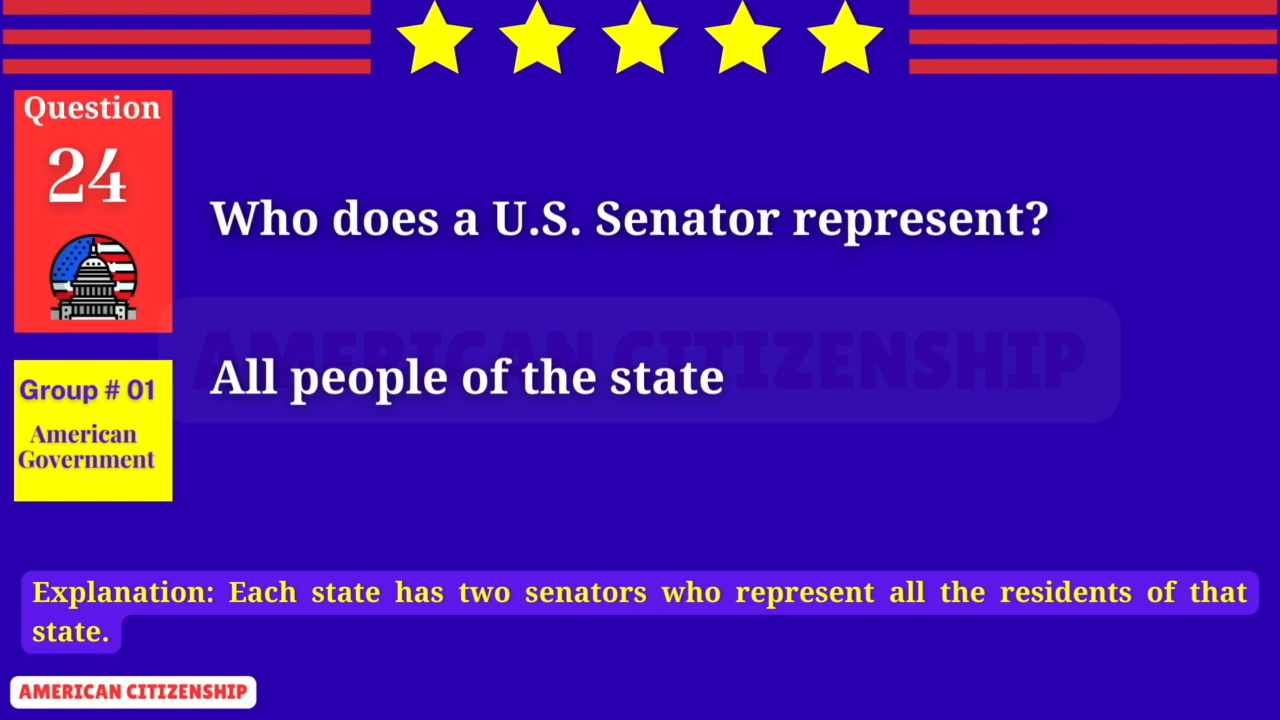 Question
24
Who does a U.S. Senator represent?
AMERICAN CITIZENSHIP
All people of the state
Group # 01
American
Government
Explanation: Each state has two senators who represent all the residents of that
state.
AMERICAN CITIZENSHIP